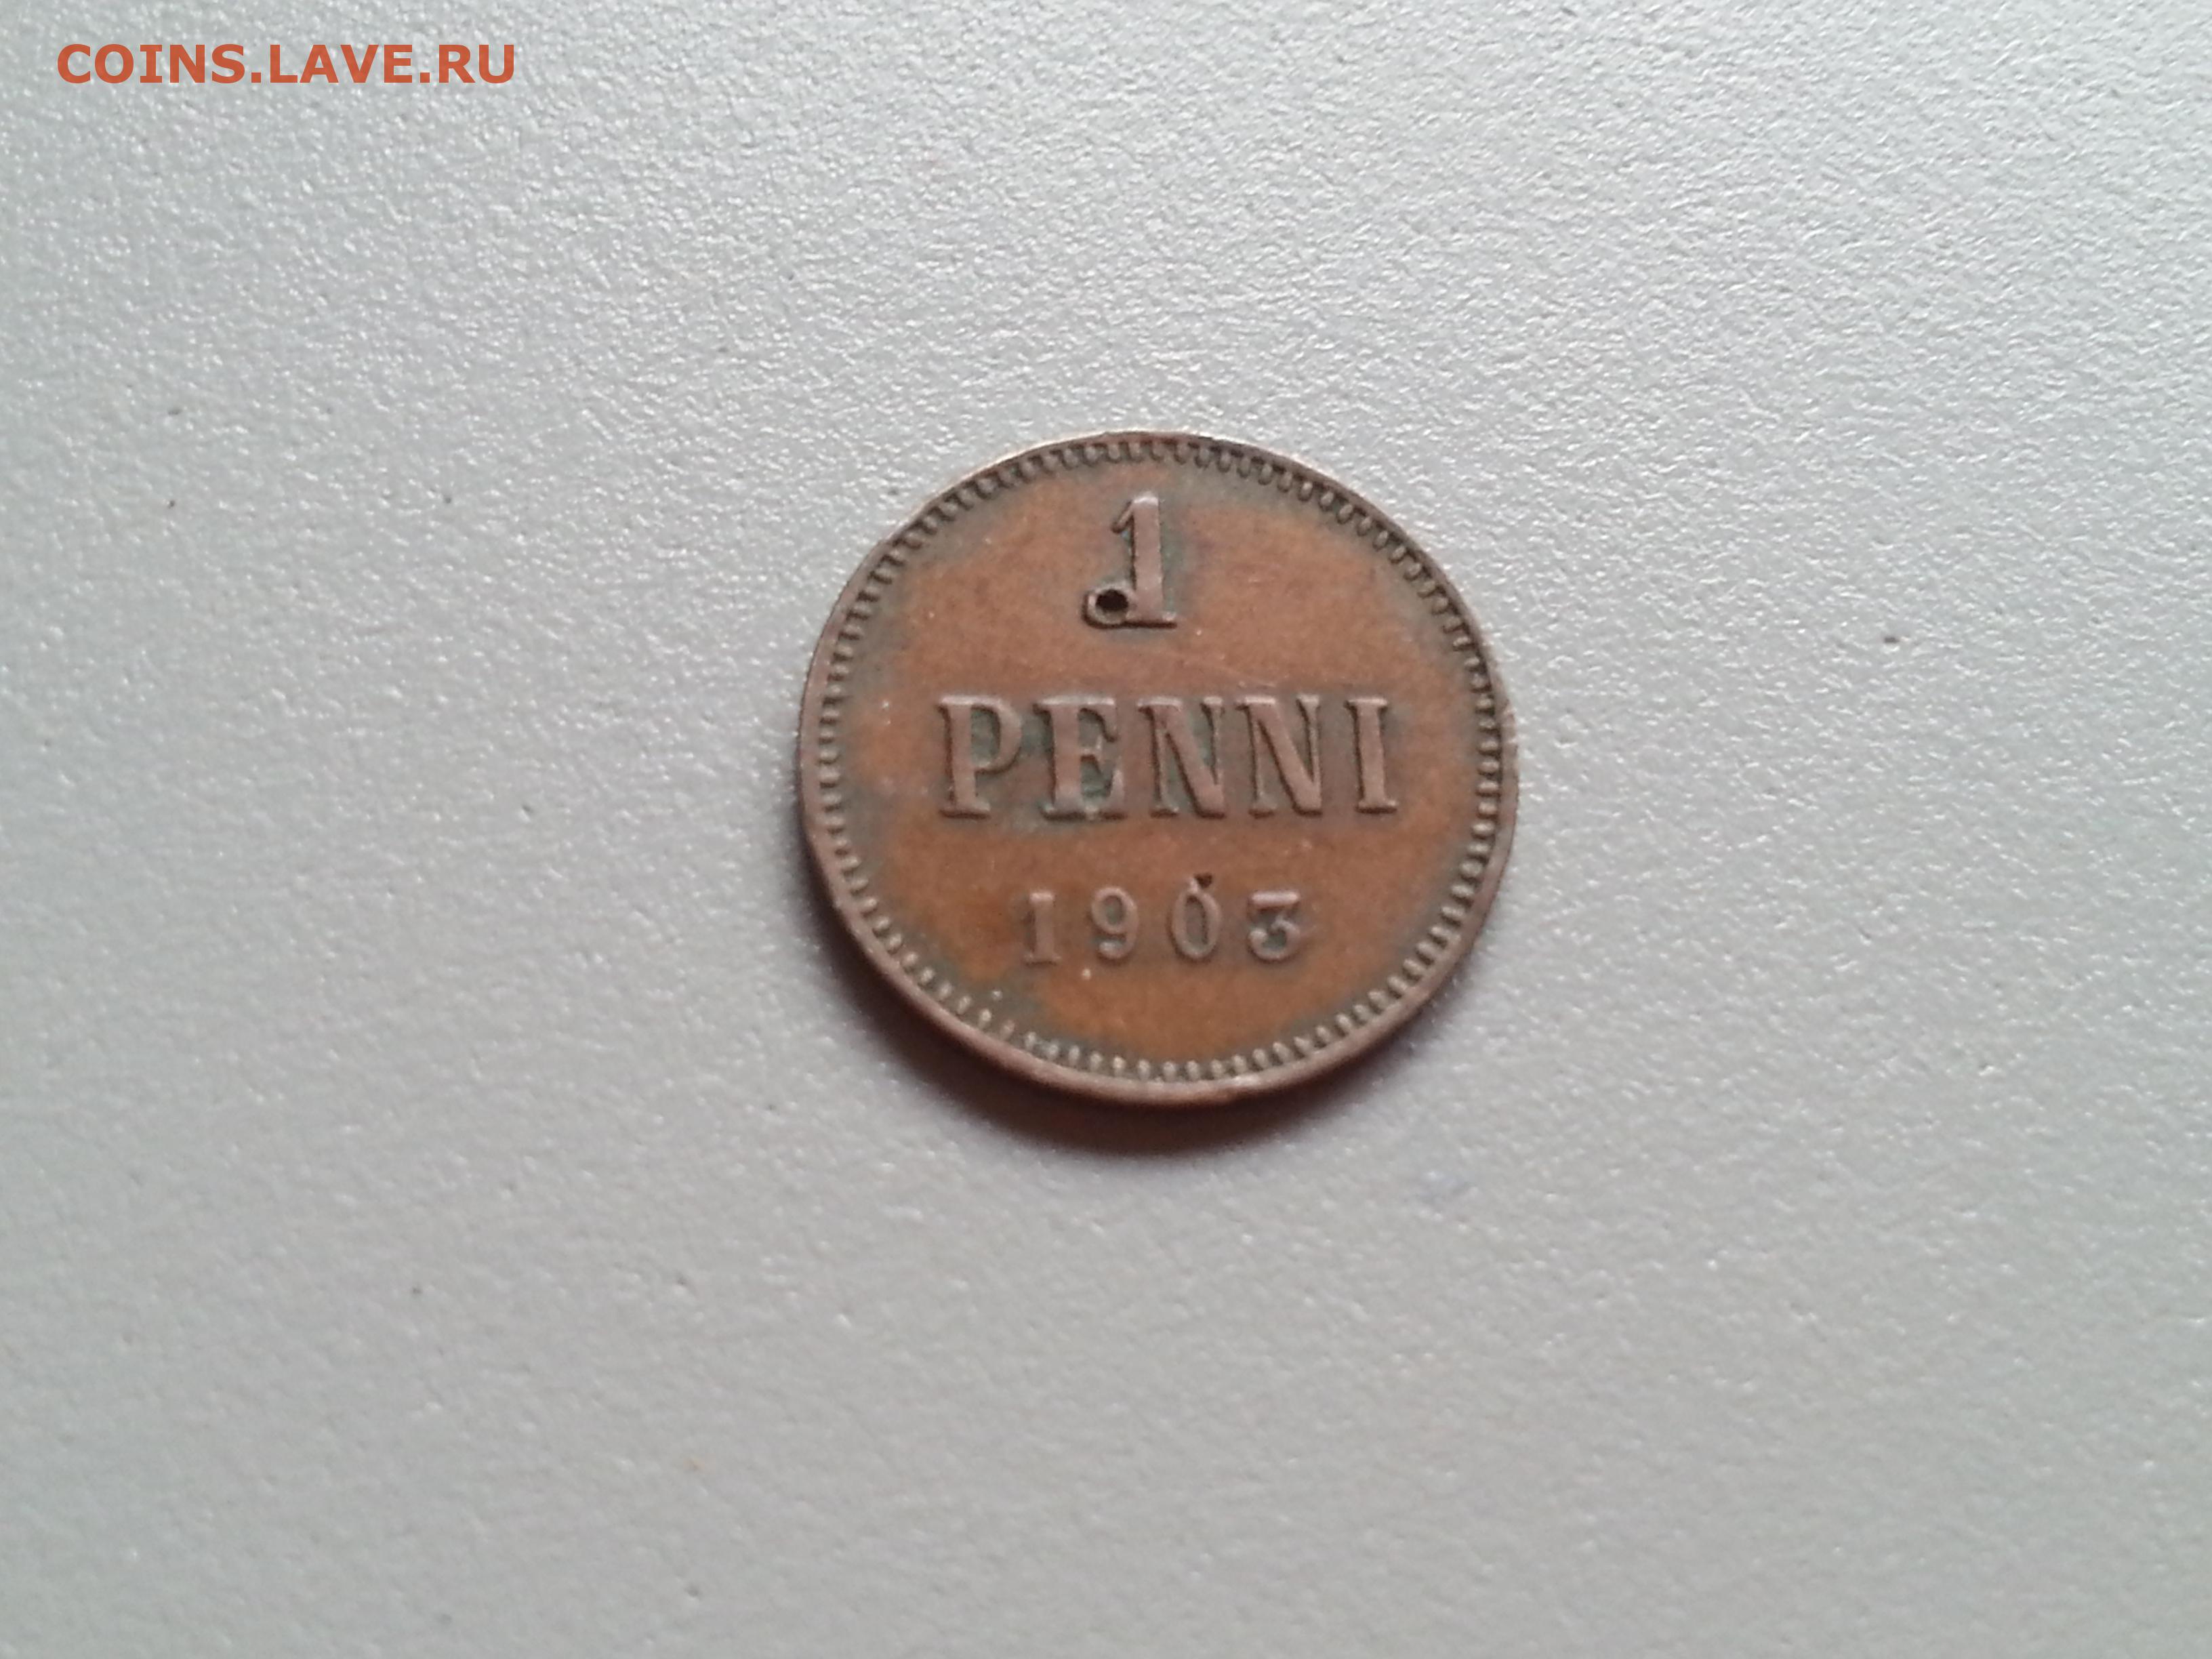 COINS.LAVE.RU
1
PENNI
1903